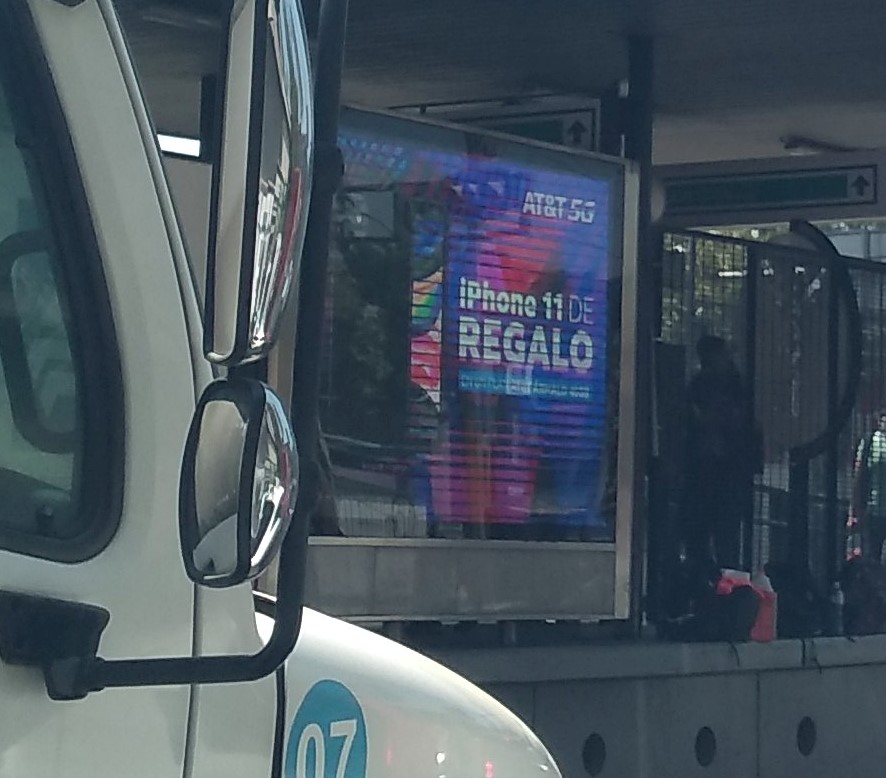 AT&T 5G
iPhone 11 DE
REGALO
07